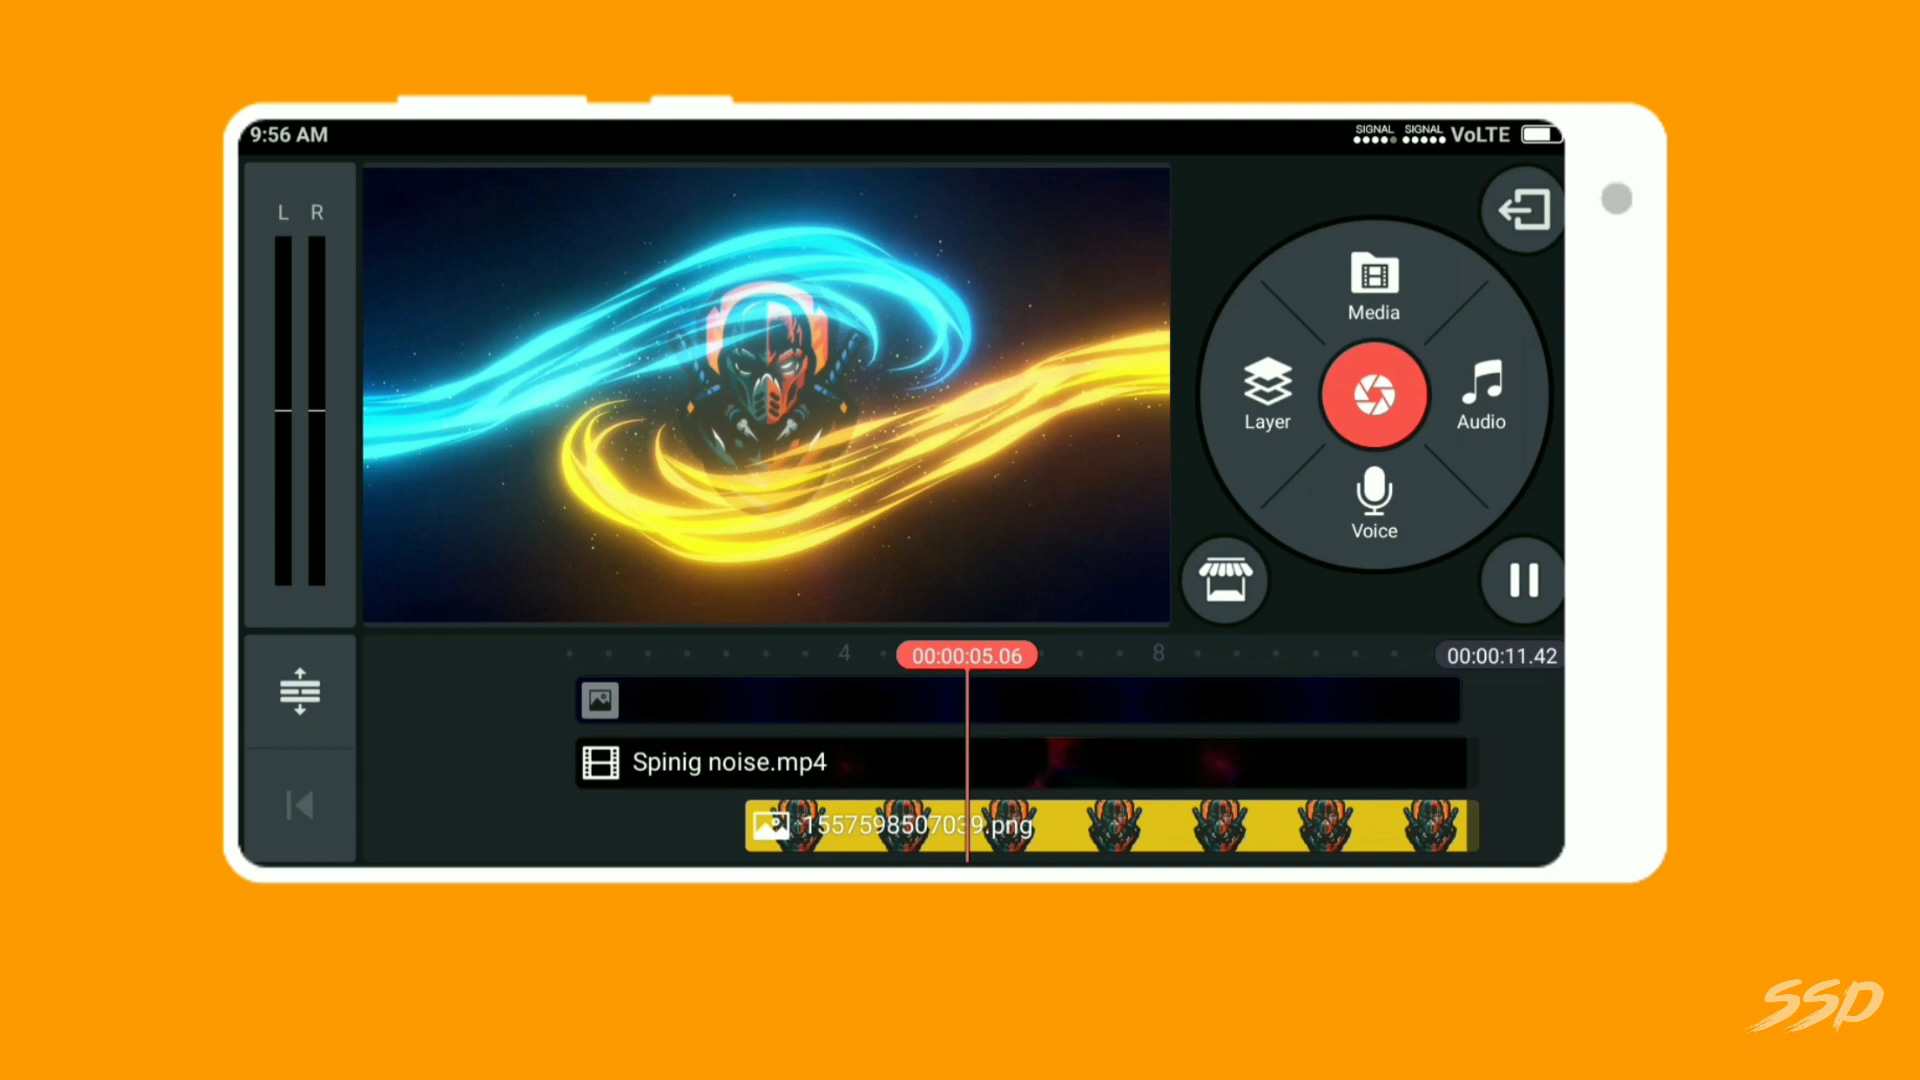 9:56 AM
SIGNAL SIGNAL VoLTE
L R
Media
Layer
Audio
Voice
4 00:00:05.06 8 00:00:11.42
Spinig noise.mp4
1557598507039.png
SSD